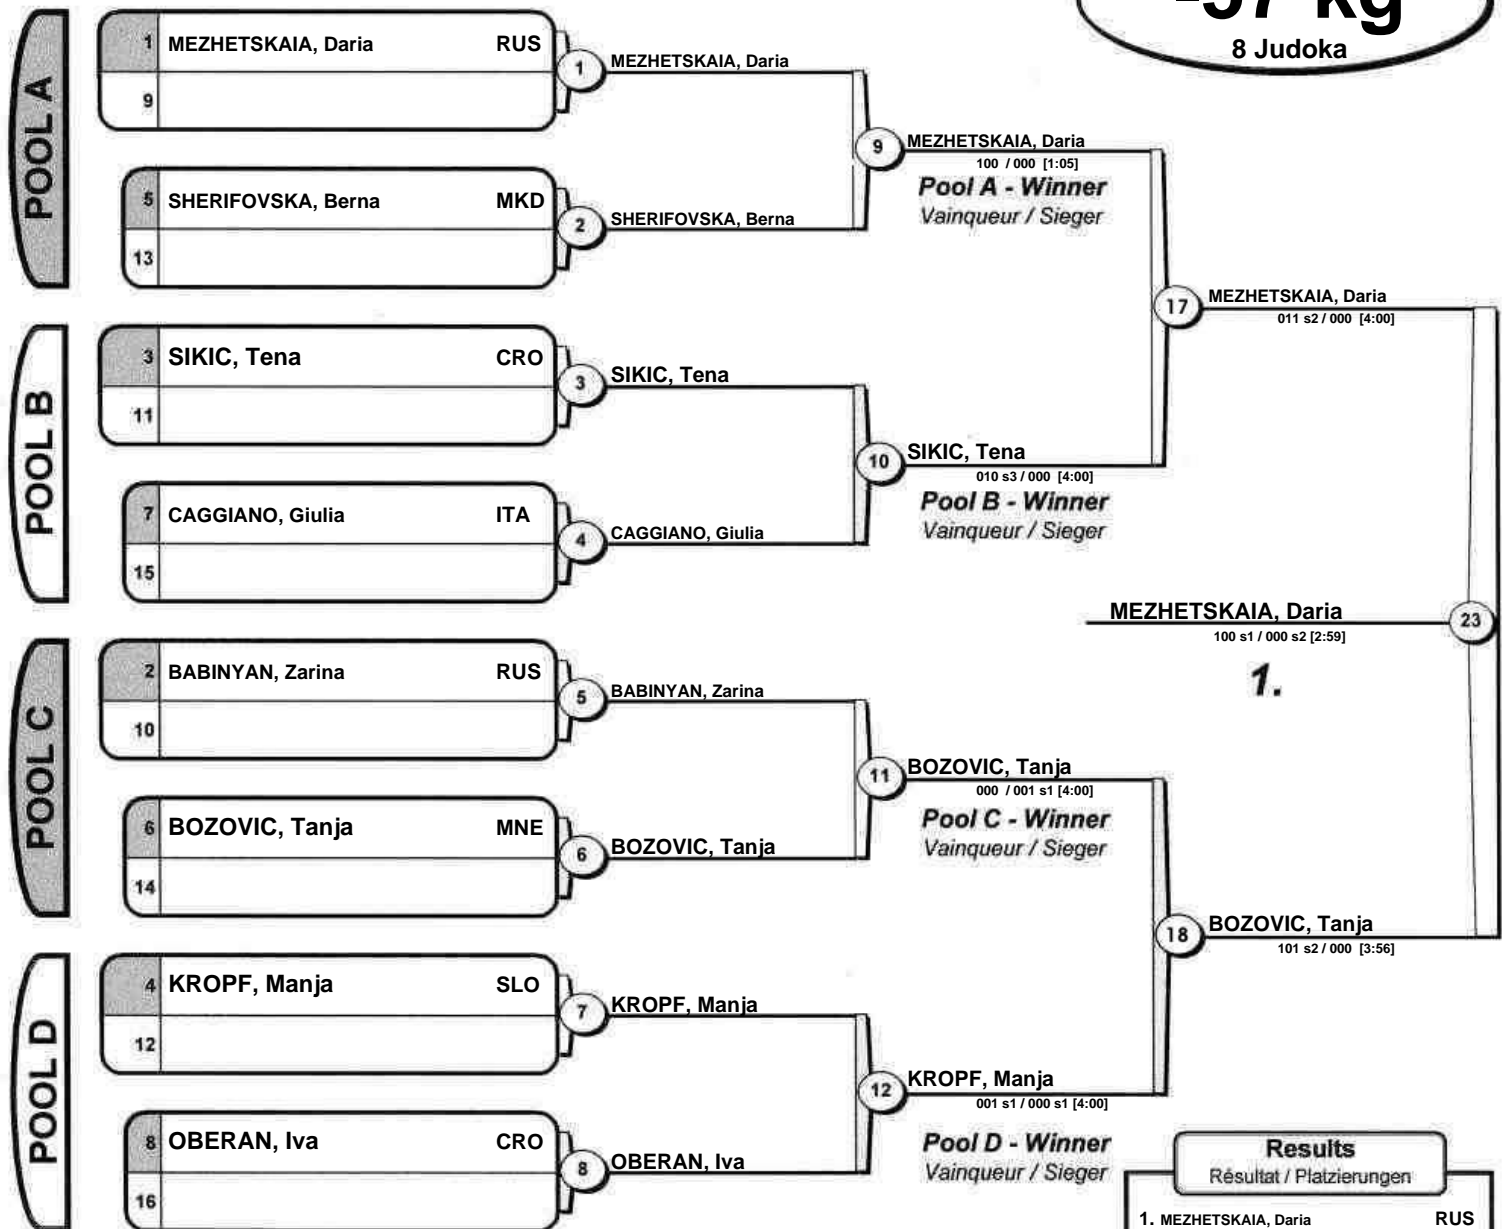 -57 kg
8 Judoka
POOL A
1 MEZHETSKAIA, Daria RUS
9
5 SHERIFOVSKA, Berna MKD
13
1 MEZHETSKAIA, Daria
2 SHERIFOVSKA, Berna
9 MEZHETSKAIA, Daria
100 / 000 [1:05]
Pool A - Winner
Vainqueur / Sieger
POOL B
3 SIKIC, Tena CRO
11
7 CAGGIANO, Giulia ITA
15
3 SIKIC, Tena
4 CAGGIANO, Giulia
10 SIKIC, Tena
010 s3 / 000 [4:00]
Pool B - Winner
Vainqueur / Sieger
17 MEZHETSKAIA, Daria
011 s2 / 000 [4:00]
MEZHETSKAIA, Daria 23
100 s1 / 000 s2 [2:59]
1.
POOL C
2 BABINYAN, Zarina RUS
10
6 BOZOVIC, Tanja MNE
14
5 BABINYAN, Zarina
6 BOZOVIC, Tanja
11 BOZOVIC, Tanja
000 / 001 s1 [4:00]
Pool C - Winner
Vainqueur / Sieger
POOL D
4 KROPF, Manja SLO
12
8 OBERAN, Iva CRO
16
7 KROPF, Manja
8 OBERAN, Iva
12 KROPF, Manja
001 s1 / 000 s1 [4:00]
Pool D - Winner
Vainqueur / Sieger
18 BOZOVIC, Tanja
101 s2 / 000 [3:56]
Results
Résultat / Platzierungen
1. MEZHETSKAIA, Daria RUS